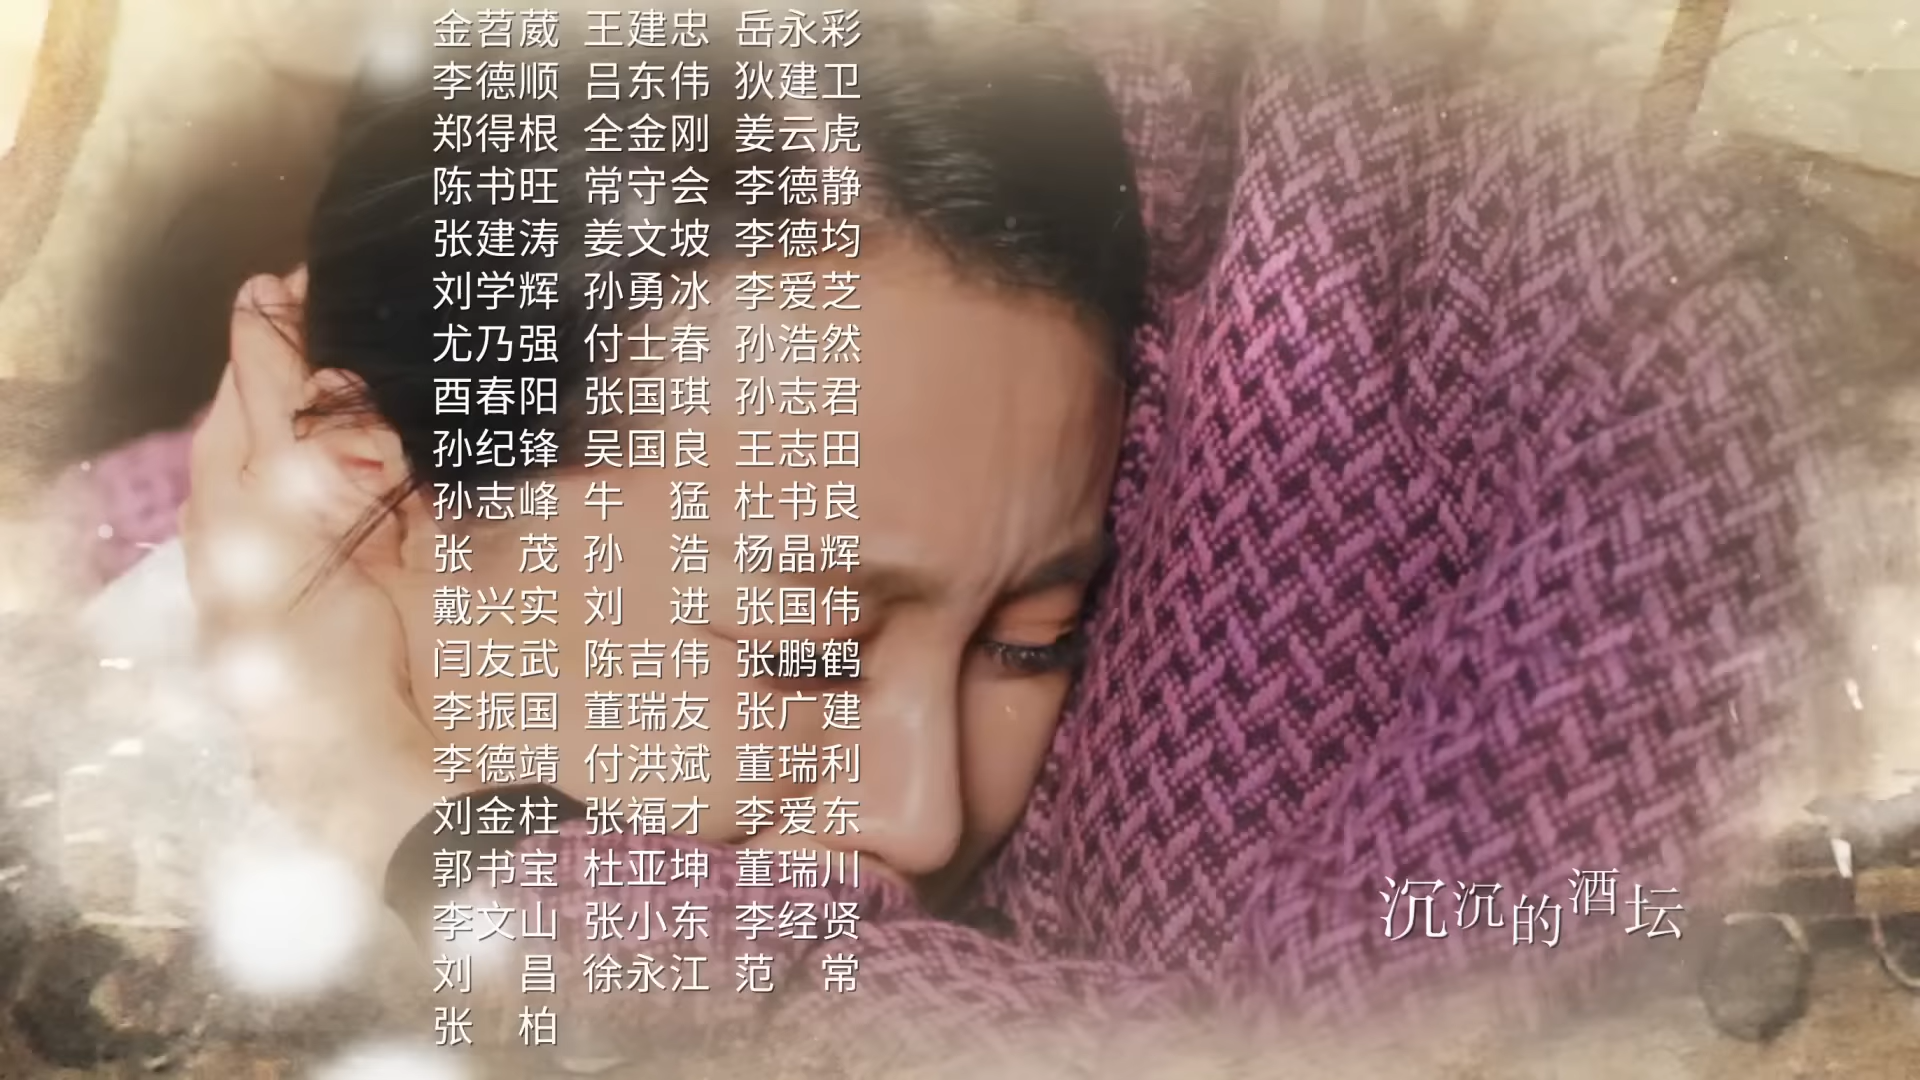 金苕葳 王建忠 岳永彩
李德顺 吕东伟 狄建卫
郑得根 全金刚 姜云虎
陈书旺 常守会 李德静
张建涛 姜文坡 李德均
刘学辉 孙勇冰 李爱芝
尤乃强 付士春 孙浩然
酉春阳 张国琪 孙志君
孙纪锋 吴国良 王志田
孙志峰 牛　猛 杜书良
张　茂 孙　浩 杨晶辉
戴兴实 刘　进 张国伟
闫友武 陈吉伟 张鹏鹤
李振国 董瑞友 张广建
李德靖 付洪斌 董瑞利
刘金柱 张福才 李爱东
郭书宝 杜亚坤 董瑞川
李文山 张小东 李经贤
刘　昌 徐永江 范　常
张　柏
沉沉的酒坛